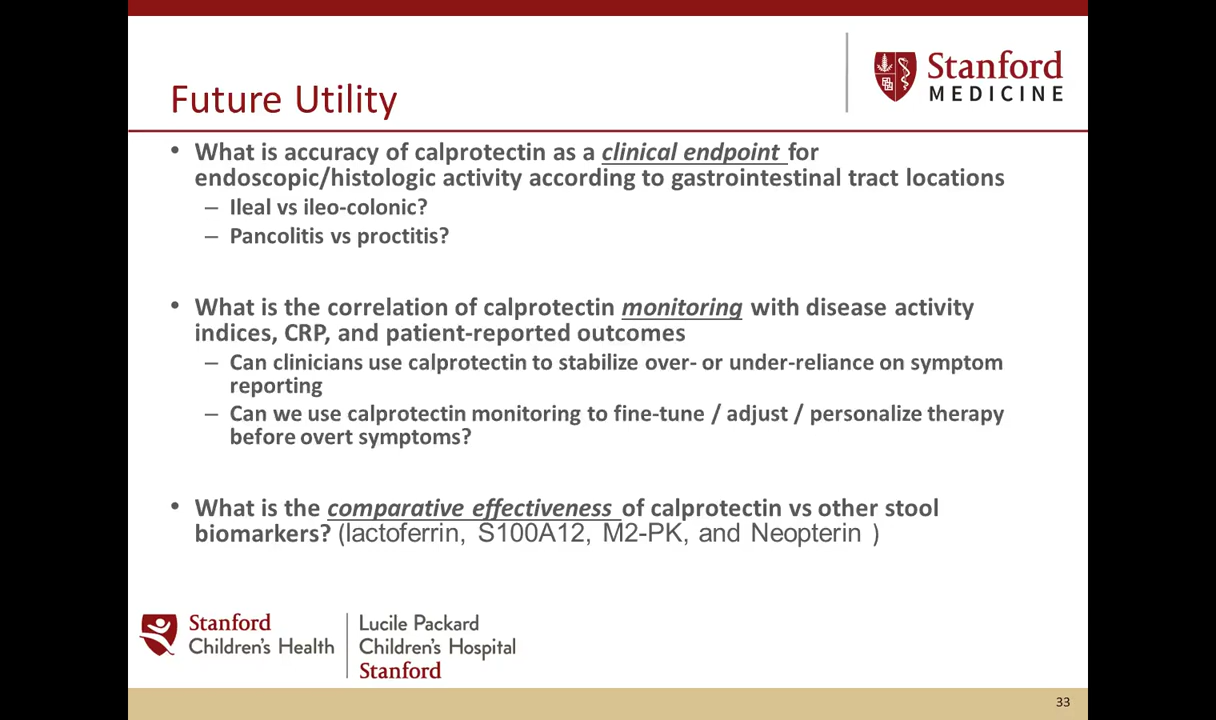 Stanford
MEDICINE
Future Utility
• What is accuracy of calprotectin as a clinical endpoint for
endoscopic/histologic activity according to gastrointestinal tract locations
– Ileal vs ileo-colonic?
– Pancolitis vs proctitis?
• What is the correlation of calprotectin monitoring with disease activity
indices, CRP, and patient-reported outcomes
– Can clinicians use calprotectin to stabilize over- or under-reliance on symptom
reporting
– Can we use calprotectin monitoring to fine-tune / adjust / personalize therapy
before overt symptoms?
• What is the comparative effectiveness of calprotectin vs other stool
biomarkers? (lactoferrin, S100A12, M2-PK, and Neopterin )
Stanford
Children's Health
Lucile Packard
Children's Hospital
Stanford
33